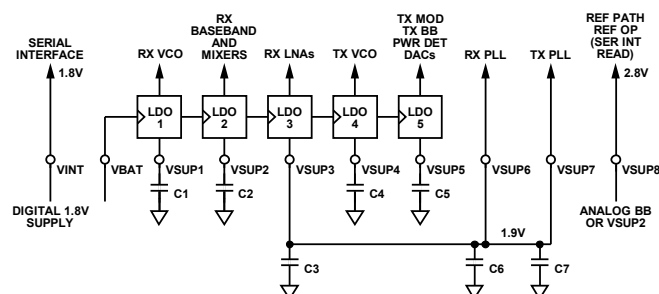 SERIAL
INTERFACE
1.8V
RX VCO
RX
BASEBAND
AND
MIXERS
RX LNAs
TX VCO
TX MOD
TX BB
PWR DET
DACs
RX PLL
TX PLL
REF PATH
REF OP
(SER INT
READ)
2.8V
LDO
1
LDO
2
LDO
3
LDO
4
LDO
5
VINT
VBAT
VSUP1
VSUP2
VSUP3
VSUP4
VSUP5
VSUP6
VSUP7
VSUP8
C1
C2
C4
C5
DIGITAL 1.8V
SUPPLY
ANALOG BB
OR VSUP2
1.9V
C3
C6
C7